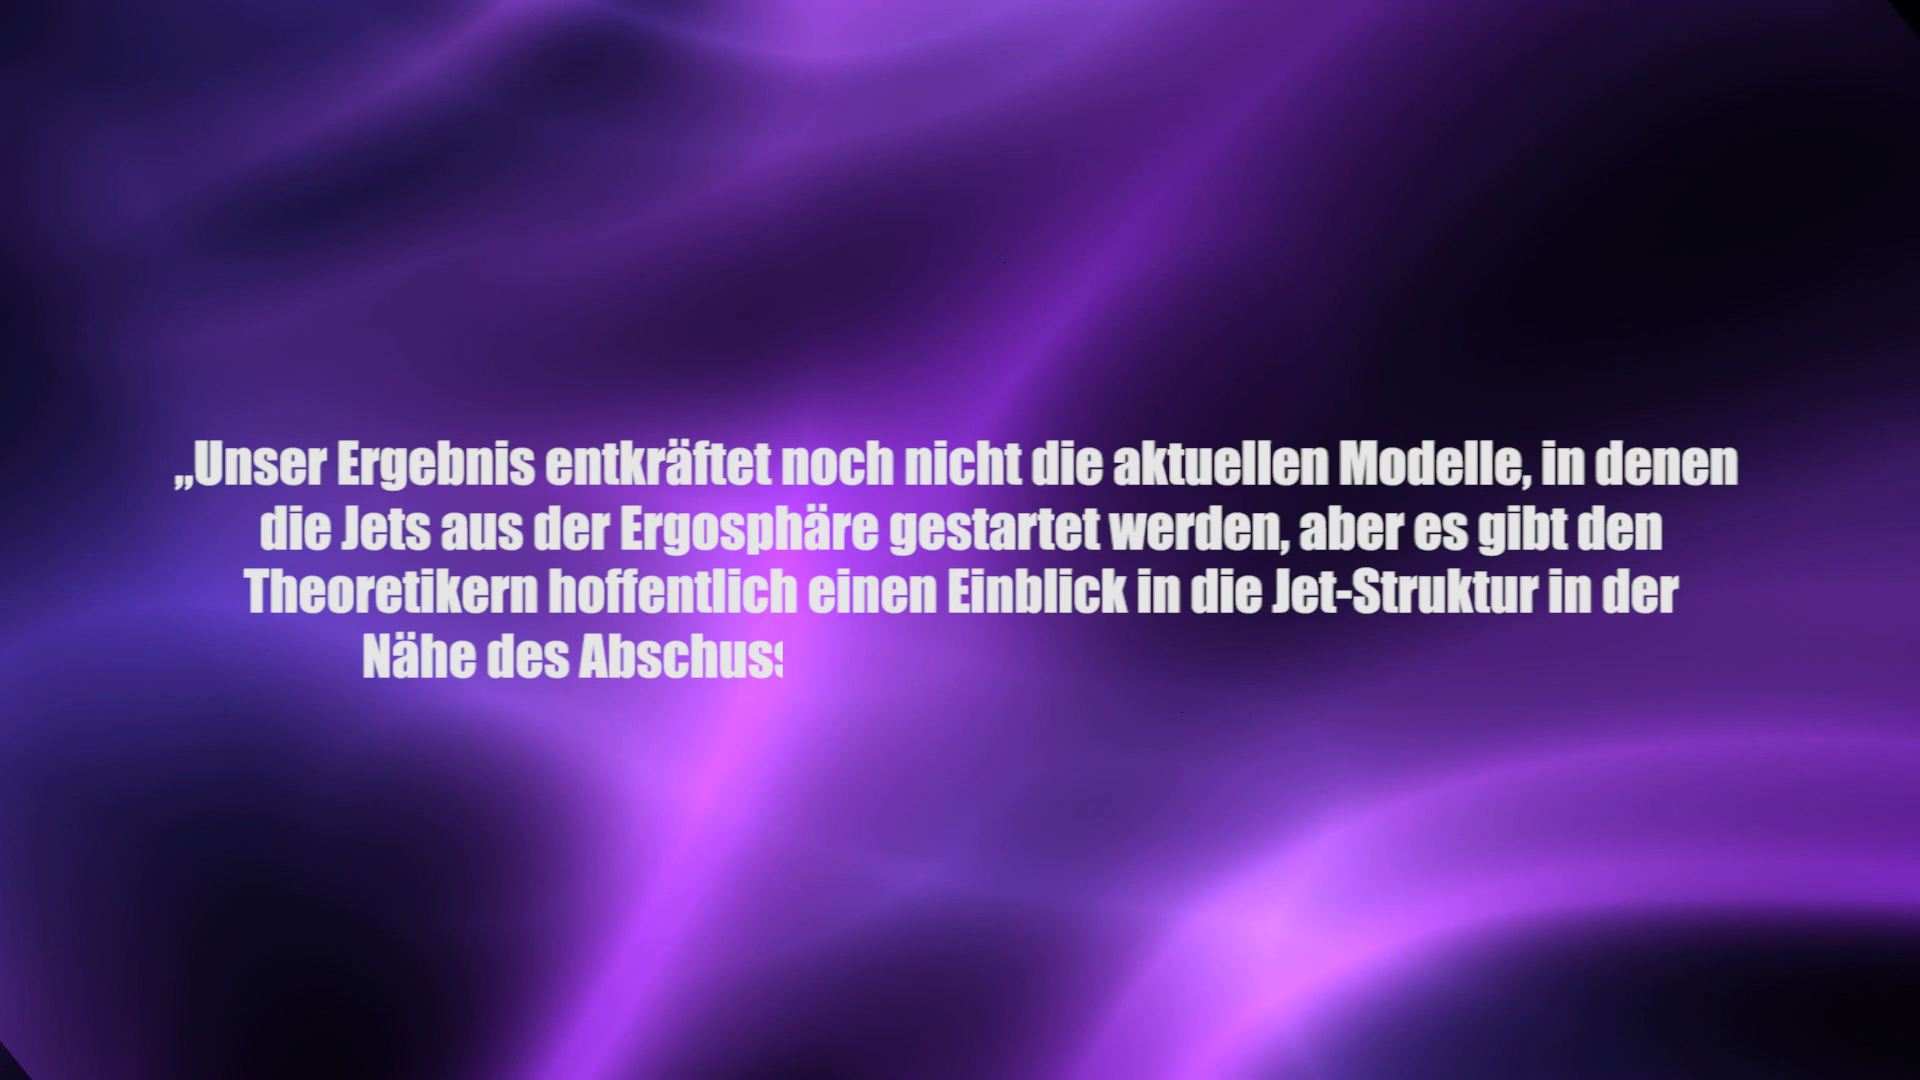 „Unser Ergebnis entkräftet noch nicht die aktuellen Modelle, in denen
die Jets aus der Ergosphäre gestartet werden, aber es gibt den
Theoretikern hoffentlich einen Einblick in die Jet-Struktur in der
Nähe des Abschuss